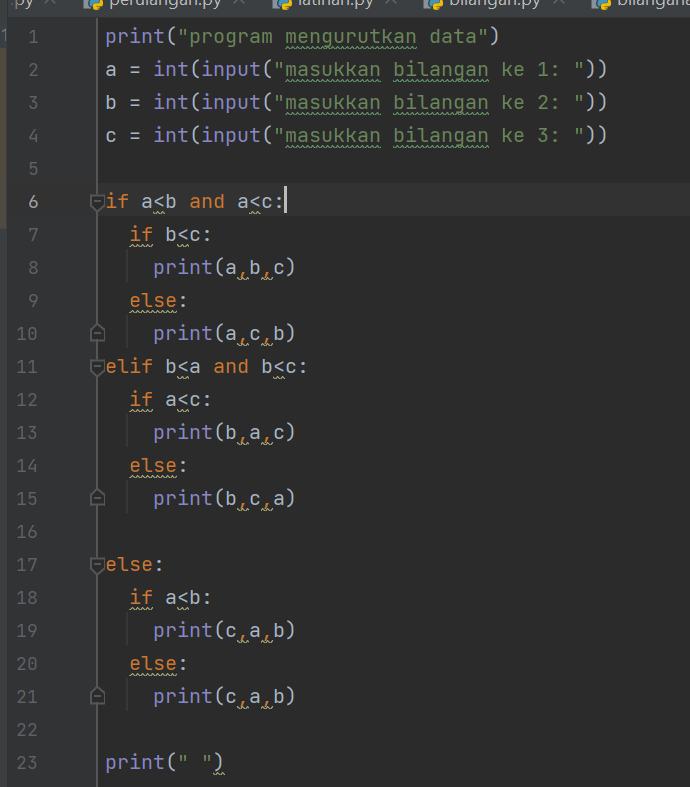 .py perulangan.py latihan.py bilangan.py
1 print("program mengurutkan data")
2 a = int(input("masukkan bilangan ke 1: "))
3 b = int(input("masukkan bilangan ke 2: "))
4 c = int(input("masukkan bilangan ke 3: "))
5
6 if a<b and a<c:
7   if b<c:
8     print(a,b,c)
9   else:
10     print(a,c,b)
11 elif b<a and b<c:
12   if a<c:
13     print(b,a,c)
14   else:
15     print(b,c,a)
16
17 else:
18   if a<b:
19     print(c,a,b)
20   else:
21     print(c,a,b)
22
23 print(" ")